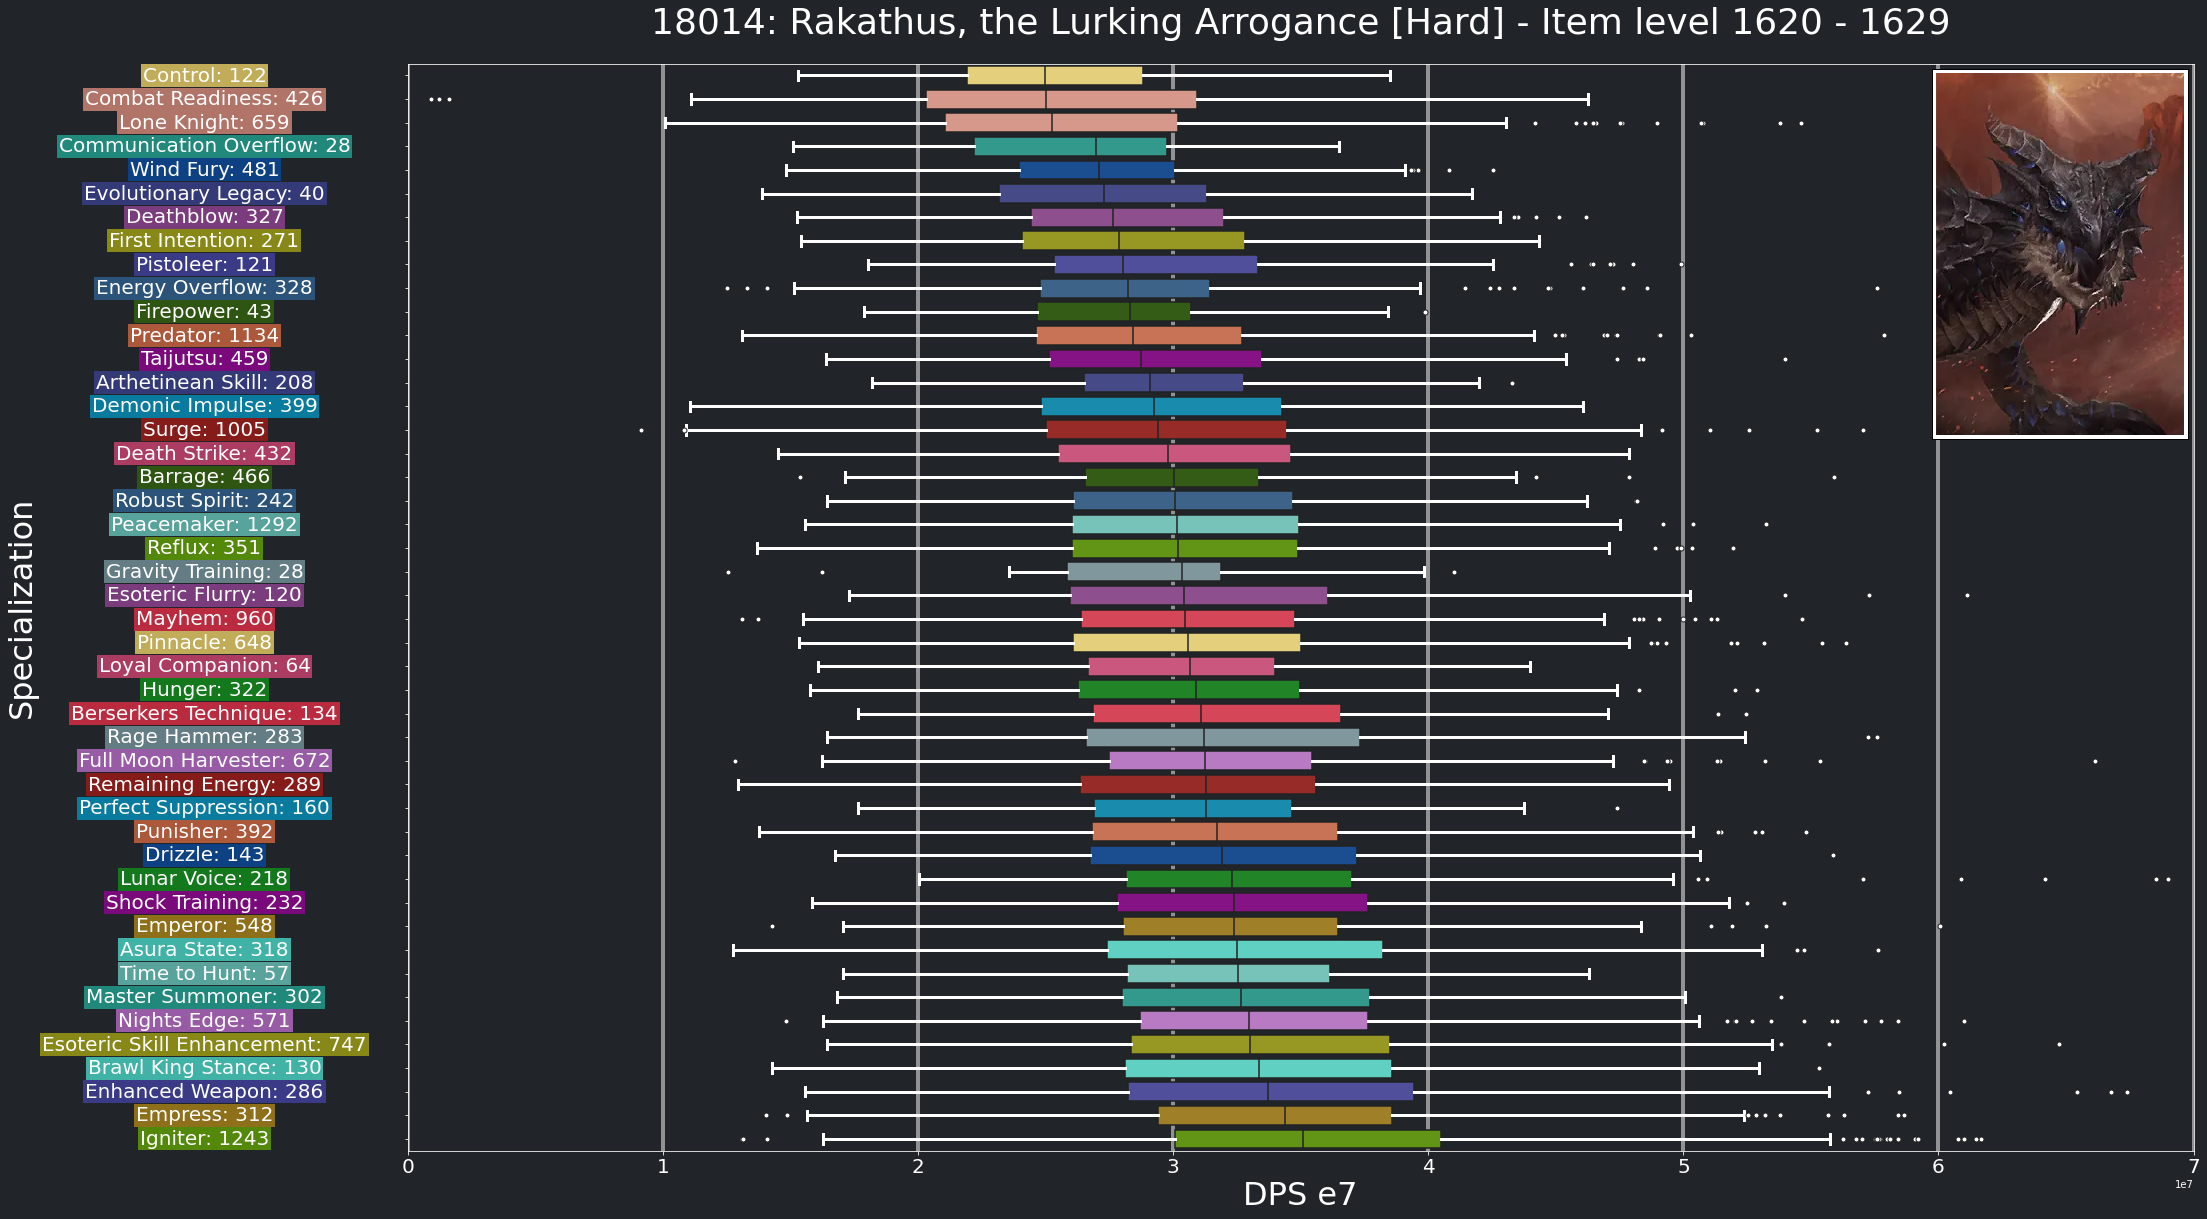 18014: Rakathus, the Lurking Arrogance [Hard] - Item level 1620 - 1629
Specialization
Control: 122
Combat Readiness: 426
Lone Knight: 659
Communication Overflow: 28
Wind Fury: 481
Evolutionary Legacy: 40
Deathblow: 327
First Intention: 271
Pistoleer: 121
Energy Overflow: 328
Firepower: 43
Predator: 1134
Taijutsu: 459
Arthetinean Skill: 208
Demonic Impulse: 399
Surge: 1005
Death Strike: 432
Barrage: 466
Robust Spirit: 242
Peacemaker: 1292
Reflux: 351
Gravity Training: 28
Esoteric Flurry: 120
Mayhem: 960
Pinnacle: 648
Loyal Companion: 64
Hunger: 322
Berserkers Technique: 134
Rage Hammer: 283
Full Moon Harvester: 672
Remaining Energy: 289
Perfect Suppression: 160
Punisher: 392
Drizzle: 143
Lunar Voice: 218
Shock Training: 232
Emperor: 548
Asura State: 318
Time to Hunt: 57
Master Summoner: 302
Nights Edge: 571
Esoteric Skill Enhancement: 747
Brawl King Stance: 130
Enhanced Weapon: 286
Empress: 312
Igniter: 1243
0 1 2 3 4 5 6 7
1e7
DPS e7